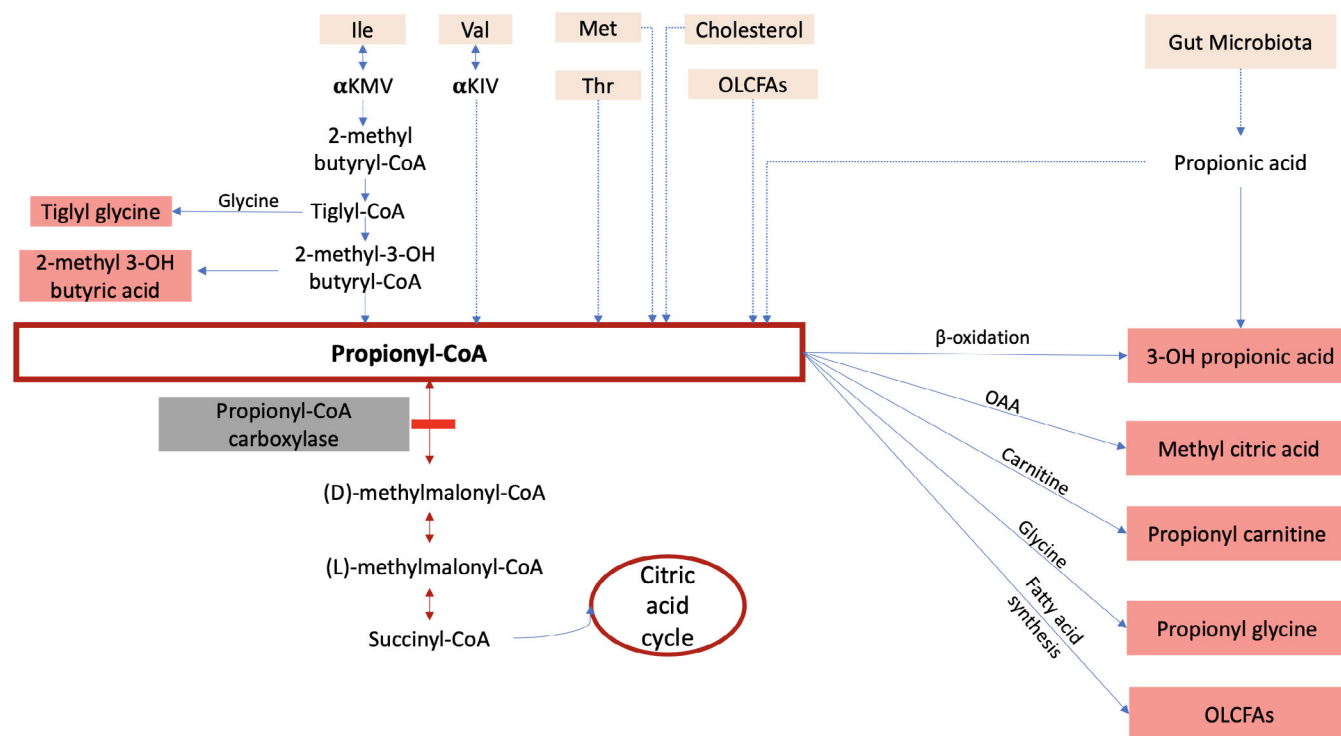 Ile
Val
Met
Cholesterol
Gut Microbiota
αKMV
αKIV
Thr
OLCFAs
2-methyl
butyryl-CoA
Propionic acid
Tiglyl glycine
Glycine
Tiglyl-CoA
2-methyl 3-OH
butyric acid
2-methyl-3-OH
butyryl-CoA
Propionyl-CoA
β-oxidation
3-OH propionic acid
Propionyl-CoA
carboxylase
OAA
Methyl citric acid
Carnitine
Propionyl carnitine
(D)-methylmalonyl-CoA
(L)-methylmalonyl-CoA
Glycine
Propionyl glycine
Succinyl-CoA
Citric
acid
cycle
Fatty acid
synthesis
OLCFAs